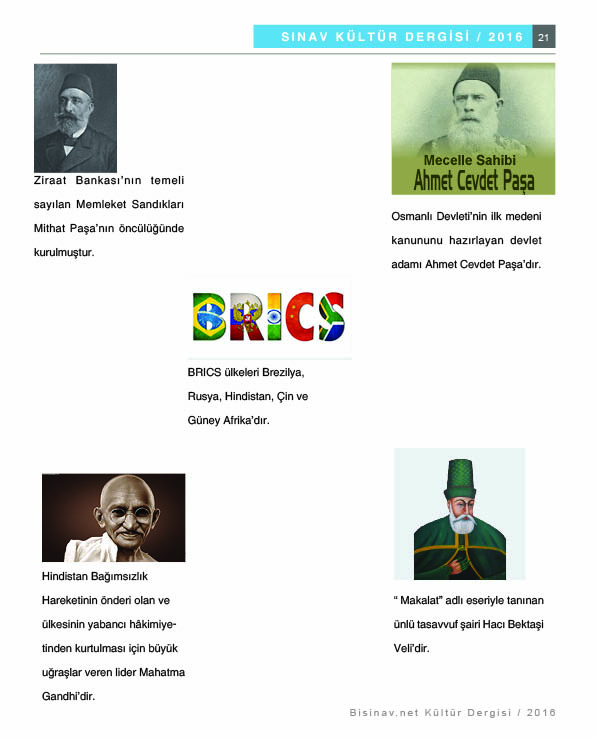 SINAV KÜLTÜR DERGİSİ / 2016 21
Ziraat Bankası’nın temeli
sayılan Memleket Sandıkları
Mithat Paşa’nın öncülüğünde
kurulmuştur.
Mecelle Sahibi
Ahmet Cevdet Paşa
Osmanlı Devleti’nin ilk medeni
kanununu hazırlayan devlet
adamı Ahmet Cevdet Paşa’dır.
BRICS
BRICS ülkeleri Brezilya,
Rusya, Hindistan, Çin ve
Güney Afrika’dır.
Hindistan Bağımsızlık
Hareketinin önderi olan ve
ülkesinin yabancı hâkimiye-
tinden kurtulması için büyük
uğraşlar veren lider Mahatma
Gandhi’dir.
“ Makalat” adlı eseriyle tanınan
ünlü tasavvuf şairi Hacı Bektaşi
Veli’dir.
Bisinav.net Kültür Dergisi / 2016